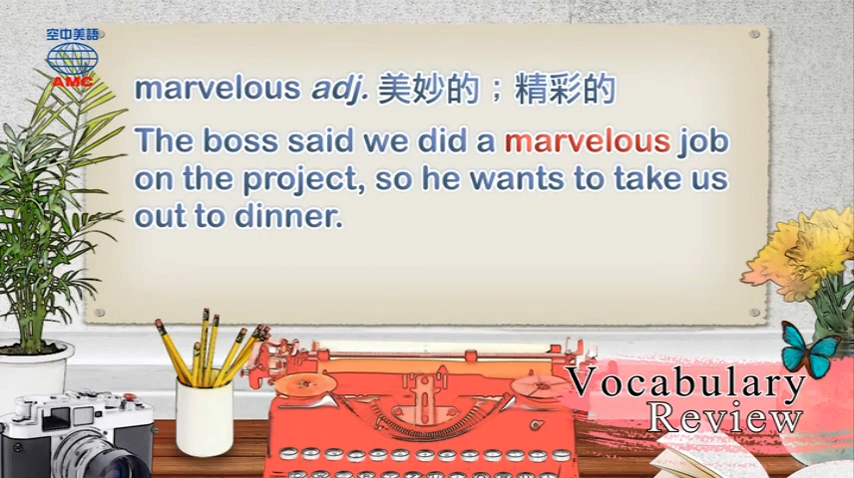 空中美語
AMC
marvelous adj. 美妙的；精彩的
The boss said we did a marvelous job
on the project, so he wants to take us
out to dinner.
Vocabulary
Review